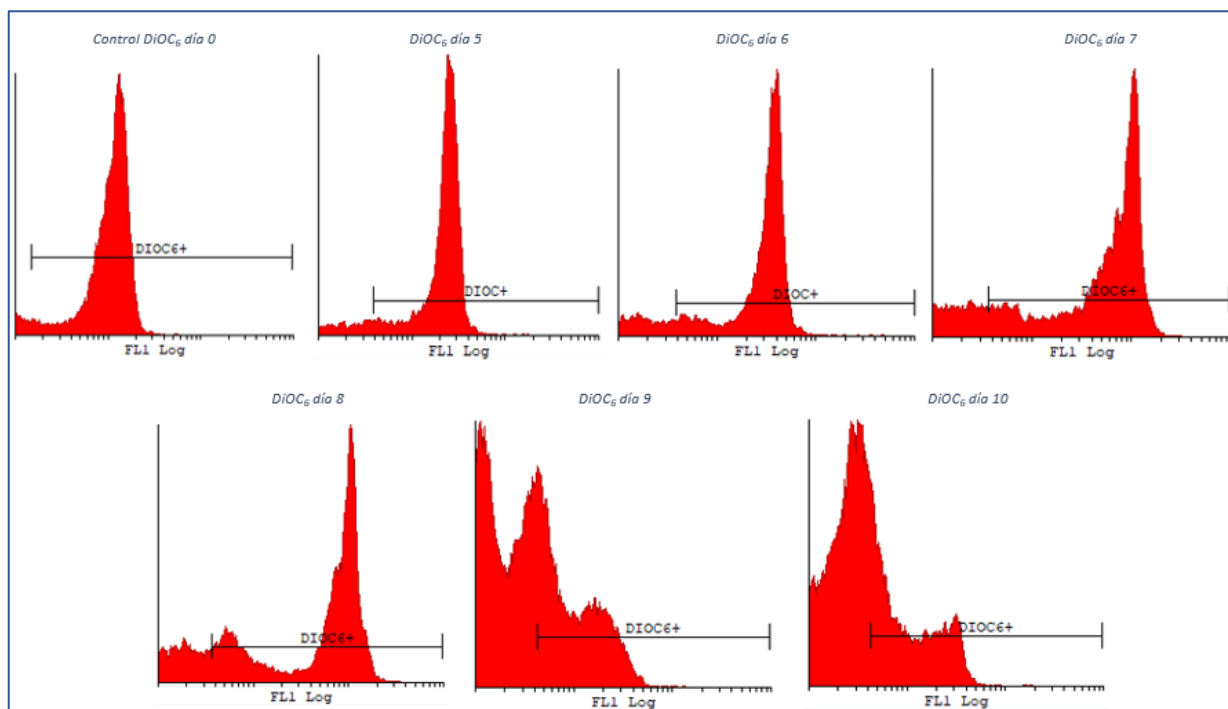 Control DiOC₆ día 0
DiOC₆ día 5
DiOC₆ día 6
DiOC₆ día 7
DIOC6+
DIOC+
DIOC+
DIOC6+
FL1 Log
FL1 Log
FL1 Log
FL1 Log
DiOC₆ día 8
DiOC₆ día 9
DiOC₆ día 10
DIOC6+
DIOC6+
DIOC6+
FL1 Log
FL1 Log
FL1 Log